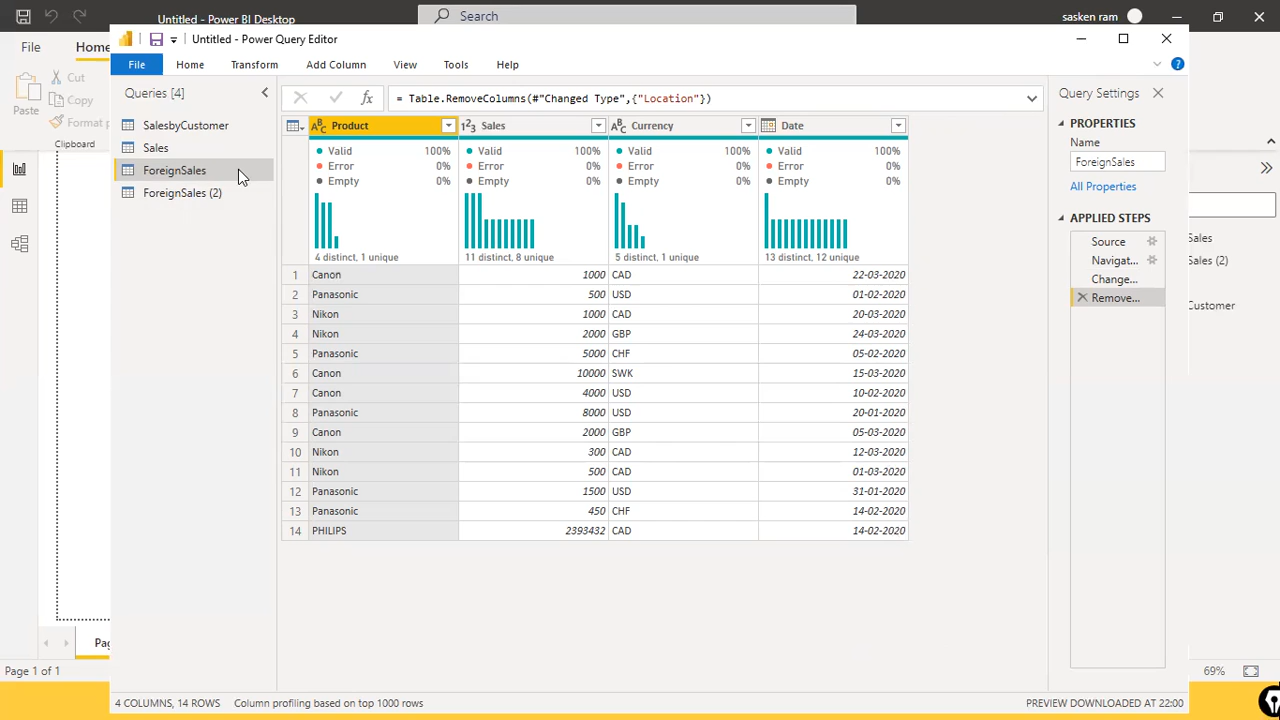 Untitled - Power BI Desktop
Search
sasken ram
File
Home
Cut
Copy
Format p
Paste
Clipboard
Untitled - Power Query Editor
File
Home
Transform
Add Column
View
Tools
Help
Queries [4]
SalesbyCustomer
Sales
ForeignSales
ForeignSales (2)
= Table.RemoveColumns(#"Changed Type",{"Location"})
Product Sales Currency Date
Valid 100% Valid 100% Valid 100% Valid 100%
Error 0% Error 0% Error 0% Error 0%
Empty 0% Empty 0% Empty 0% Empty 0%
4 distinct, 1 unique 11 distinct, 8 unique 5 distinct, 1 unique 13 distinct, 12 unique
1 Canon 1000 CAD 22-03-2020
2 Panasonic 500 USD 01-02-2020
3 Nikon 1000 CAD 20-03-2020
4 Nikon 2000 GBP 24-03-2020
5 Panasonic 5000 CHF 05-02-2020
6 Canon 10000 SWK 15-03-2020
7 Canon 4000 USD 10-02-2020
8 Panasonic 8000 USD 20-01-2020
9 Canon 2000 GBP 05-03-2020
10 Nikon 300 CAD 12-03-2020
11 Nikon 500 CAD 01-03-2020
12 Panasonic 1500 USD 31-01-2020
13 Panasonic 450 CHF 14-02-2020
14 PHILIPS 2393432 CAD 14-02-2020
Query Settings
PROPERTIES
Name
ForeignSales
All Properties
APPLIED STEPS
Source
Navigat...
Change...
Remove...
Sales
Sales (2)
Customer
Pag
Page 1 of 1
69%
4 COLUMNS, 14 ROWS
Column profiling based on top 1000 rows
PREVIEW DOWNLOADED AT 22:00